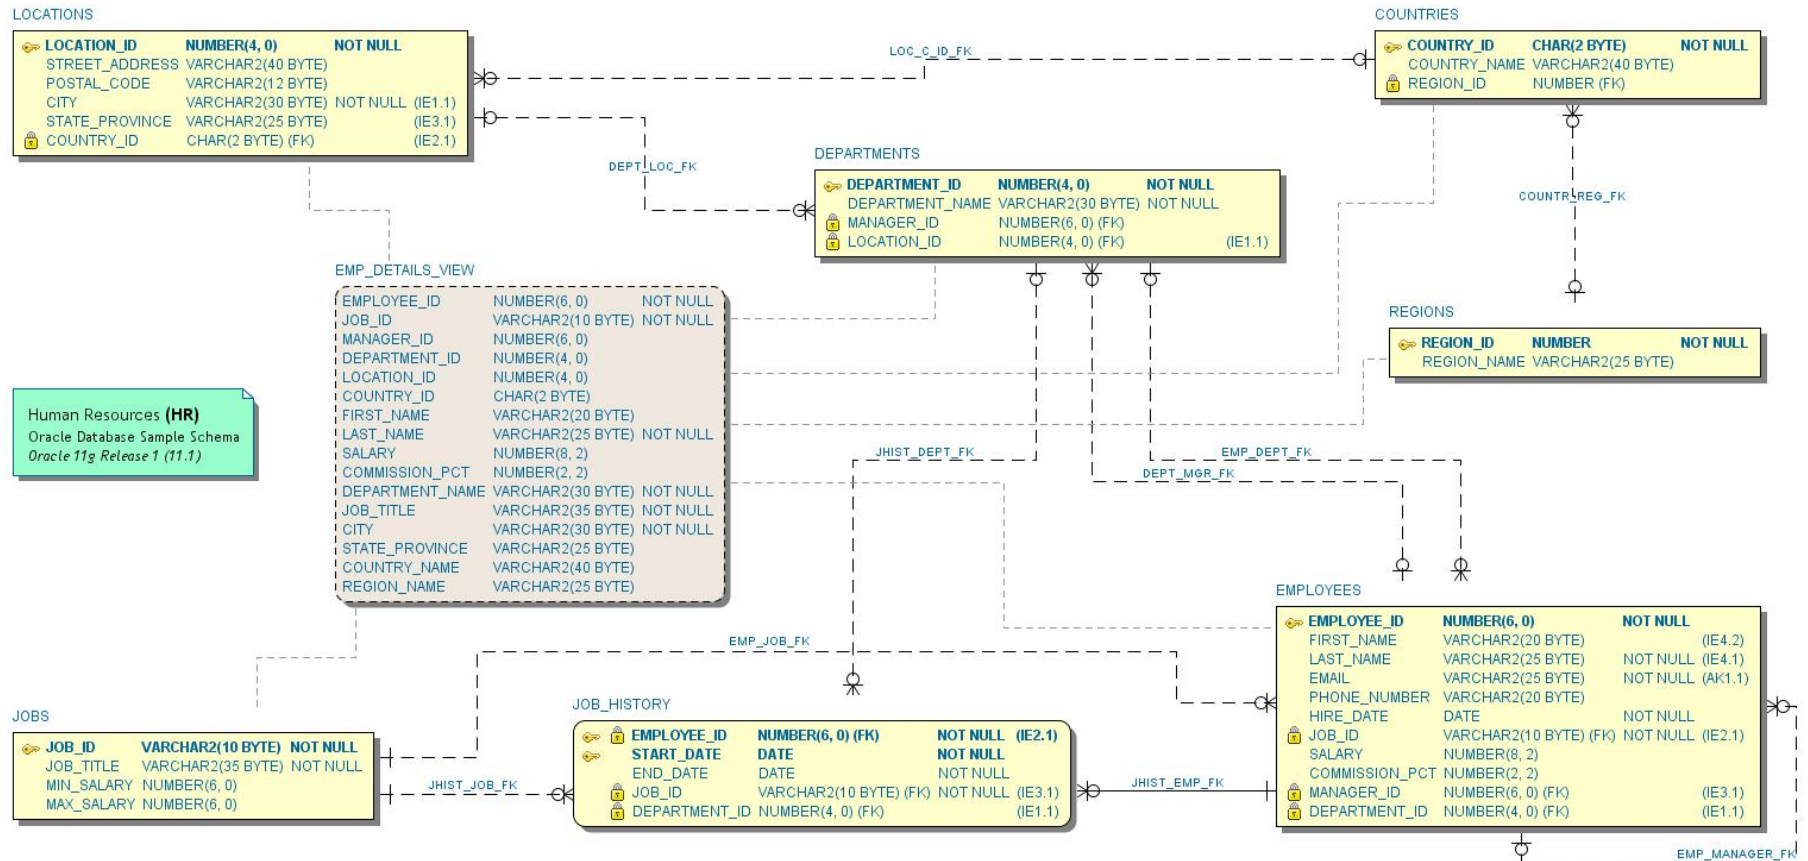 LOCATIONS
LOCATION_ID NUMBER(4, 0) NOT NULL
STREET_ADDRESS VARCHAR2(40 BYTE)
POSTAL_CODE VARCHAR2(12 BYTE)
CITY VARCHAR2(30 BYTE) NOT NULL (IE1.1)
STATE_PROVINCE VARCHAR2(25 BYTE) (IE3.1)
COUNTRY_ID CHAR(2 BYTE) (FK) (IE2.1)
LOC_C_ID_FK
COUNTRIES
COUNTRY_ID CHAR(2 BYTE) NOT NULL
COUNTRY_NAME VARCHAR2(40 BYTE)
REGION_ID NUMBER (FK)
DEPT_LOC_FK
DEPARTMENTS
DEPARTMENT_ID NUMBER(4, 0) NOT NULL
DEPARTMENT_NAME VARCHAR2(30 BYTE) NOT NULL
MANAGER_ID NUMBER(6, 0) (FK)
LOCATION_ID NUMBER(4, 0) (FK) (IE1.1)
COUNTR_REG_FK
EMP_DETAILS_VIEW
EMPLOYEE_ID NUMBER(6, 0) NOT NULL
JOB_ID VARCHAR2(10 BYTE) NOT NULL
MANAGER_ID NUMBER(6, 0)
DEPARTMENT_ID NUMBER(4, 0)
LOCATION_ID NUMBER(4, 0)
COUNTRY_ID CHAR(2 BYTE)
FIRST_NAME VARCHAR2(20 BYTE)
LAST_NAME VARCHAR2(25 BYTE) NOT NULL
SALARY NUMBER(8, 2)
COMMISSION_PCT NUMBER(2, 2)
DEPARTMENT_NAME VARCHAR2(30 BYTE) NOT NULL
JOB_TITLE VARCHAR2(35 BYTE) NOT NULL
CITY VARCHAR2(30 BYTE) NOT NULL
STATE_PROVINCE VARCHAR2(25 BYTE)
COUNTRY_NAME VARCHAR2(40 BYTE)
REGION_NAME VARCHAR2(25 BYTE)
REGIONS
REGION_ID NUMBER NOT NULL
REGION_NAME VARCHAR2(25 BYTE)
Human Resources (HR)
Oracle Database Sample Schema
Oracle 11g Release 1 (11.1)
JHIST_DEPT_FK
EMP_DEPT_FK
DEPT_MGR_FK
EMPLOYEES
EMPLOYEE_ID NUMBER(6, 0) NOT NULL
FIRST_NAME VARCHAR2(20 BYTE) (IE4.2)
LAST_NAME VARCHAR2(25 BYTE) NOT NULL (IE4.1)
EMAIL VARCHAR2(25 BYTE) NOT NULL (AK1.1)
PHONE_NUMBER VARCHAR2(20 BYTE)
HIRE_DATE DATE NOT NULL
JOB_ID VARCHAR2(10 BYTE) (FK) NOT NULL (IE2.1)
SALARY NUMBER(8, 2)
COMMISSION_PCT NUMBER(2, 2)
MANAGER_ID NUMBER(6, 0) (FK) (IE3.1)
DEPARTMENT_ID NUMBER(4, 0) (FK) (IE1.1)
EMP_JOB_FK
JOBS
JOB_ID VARCHAR2(10 BYTE) NOT NULL
JOB_TITLE VARCHAR2(35 BYTE) NOT NULL
MIN_SALARY NUMBER(6, 0)
MAX_SALARY NUMBER(6, 0)
JHIST_JOB_FK
JOB_HISTORY
EMPLOYEE_ID NUMBER(6, 0) (FK) NOT NULL (IE2.1)
START_DATE DATE NOT NULL
END_DATE DATE NOT NULL
JOB_ID VARCHAR2(10 BYTE) (FK) NOT NULL (IE3.1)
DEPARTMENT_ID NUMBER(4, 0) (FK) (IE1.1)
JHIST_EMP_FK
EMP_MANAGER_FK